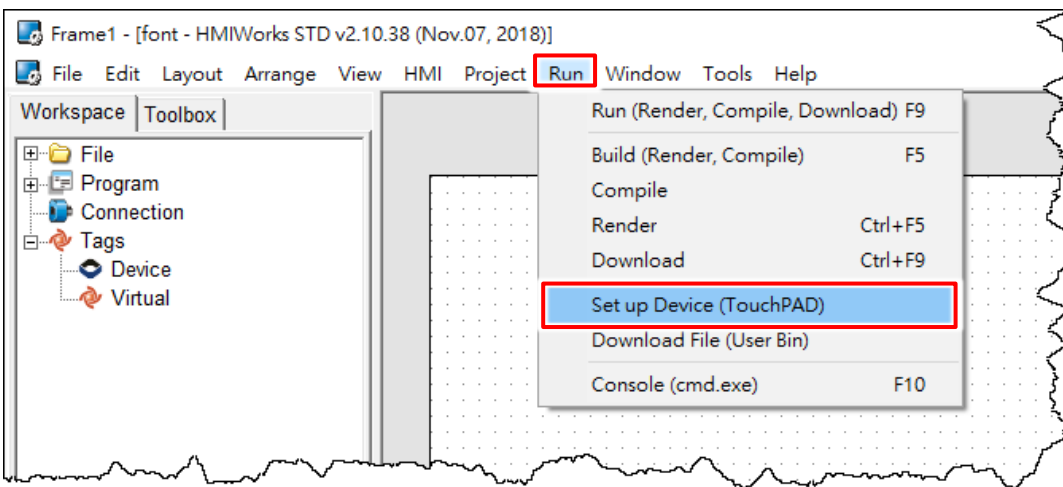 Frame1 - [font - HMIWorks STD v2.10.38 (Nov.07, 2018)]
File Edit Layout Arrange View HMI Project Run Window Tools Help
Workspace Toolbox
File
Program
Connection
Tags
Device
Virtual
Run (Render, Compile, Download) F9
Build (Render, Compile) F5
Compile
Render Ctrl+F5
Download Ctrl+F9
Set up Device (TouchPAD)
Download File (User Bin)
Console (cmd.exe) F10